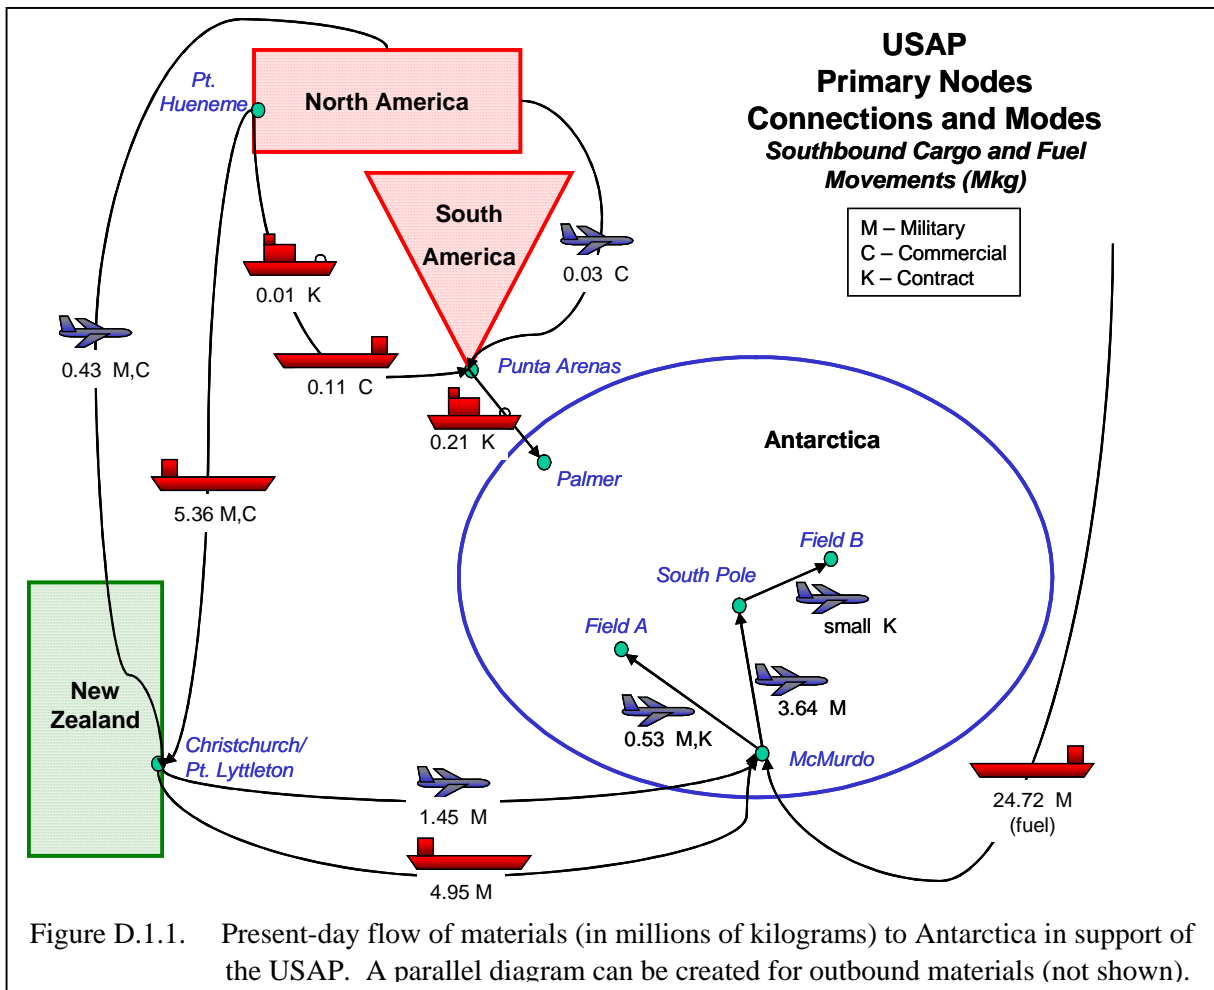 USAP
Primary Nodes
Connections and Modes
Southbound Cargo and Fuel
Movements (Mkg)
M – Military
C – Commercial
K – Contract
Pt.
Hueneme
North America
South
America
0.03 C
0.01 K
0.43 M,C
0.11 C
Punta Arenas
0.21 K
Antarctica
Palmer
5.36 M,C
Field B
South Pole
small K
Field A
New
Zealand
3.64 M
0.53 M,K
Christchurch/
Pt. Lyttleton
McMurdo
1.45 M
24.72 M
(fuel)
4.95 M
Figure D.1.1. Present-day flow of materials (in millions of kilograms) to Antarctica in support of
the USAP. A parallel diagram can be created for outbound materials (not shown).